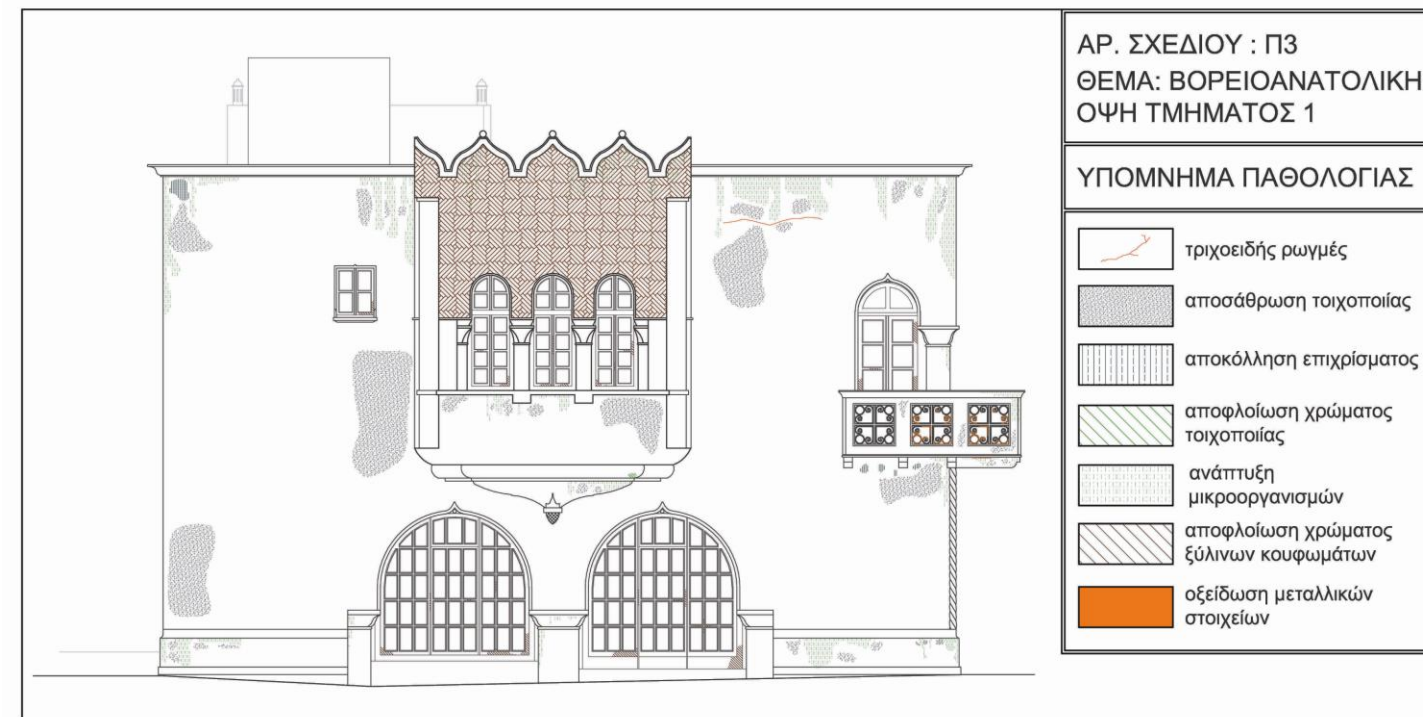 ΑΡ. ΣΧΕΔΙΟΥ : Π3
ΘΕΜΑ: ΒΟΡΕΙΟΑΝΑΤΟΛΙΚΗ
ΟΨΗ ΤΜΗΜΑΤΟΣ 1
ΥΠΟΜΝΗΜΑ ΠΑΘΟΛΟΓΙΑΣ
τριχοειδής ρωγμές
αποσάθρωση τοιχοποιίας
αποκόλληση επιχρίσματος
αποφλοίωση χρώματος
τοιχοποιίας
ανάπτυξη
μικροοργανισμών
αποφλοίωση χρώματος
ξύλινων κουφωμάτων
οξείδωση μεταλλικών
στοιχείων